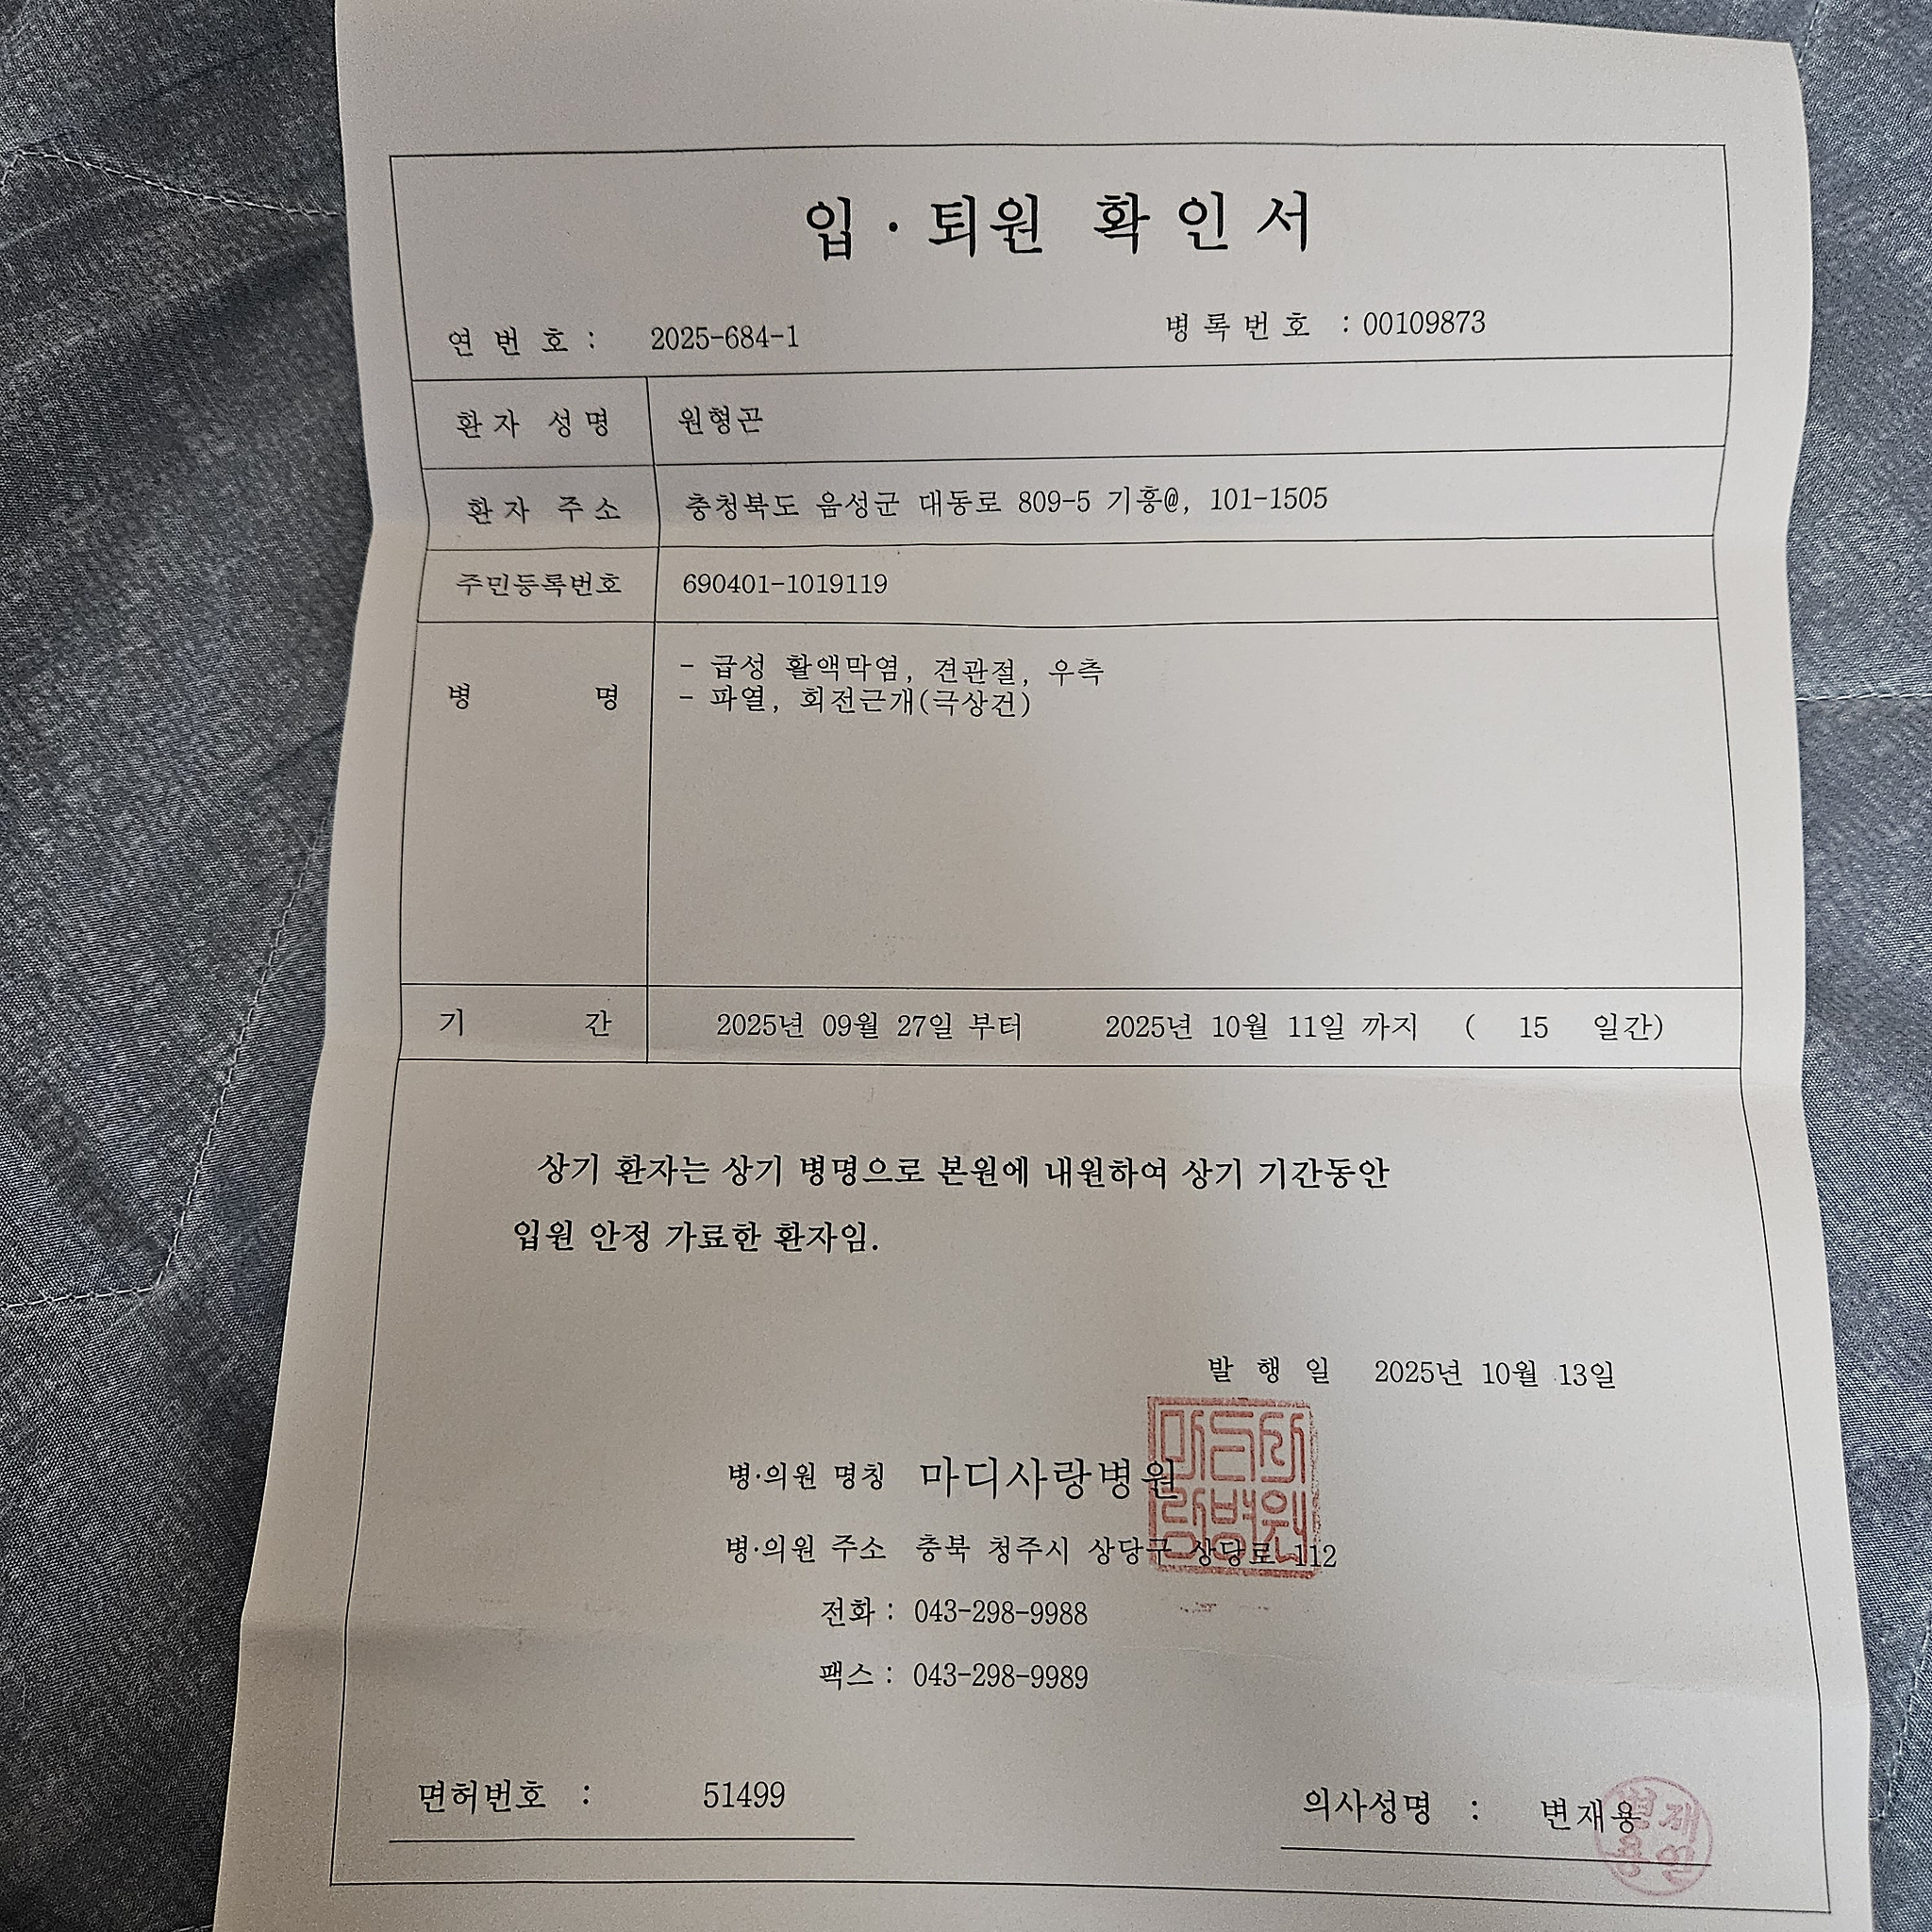 입·퇴원 확인서
연 번 호 : 2025-684-1 병록번호 : 00109873
환자 성명 원형곤
환자 주소 충청북도 음성군 대동로 809-5 기흥@, 101-1505
주민등록번호 690401-1019119
- 급성 활액막염, 견관절, 우측
병 명 - 파열, 회전근개(극상건)
기 간 2025년 09월 27일 부터 2025년 10월 11일 까지 ( 15 일간)
상기 환자는 상기 병명으로 본원에 내원하여 상기 기간동안
입원 안정 가료한 환자임.
발 행 일 2025년 10월 13일
병·의원 명칭 마디사랑병원
마디사
랑병원
병·의원 주소 충북 청주시 상당구 상당로 112
전화 : 043-298-9988
팩스 : 043-298-9989
면허번호 : 51499 의사성명 : 변재용
변재
용인